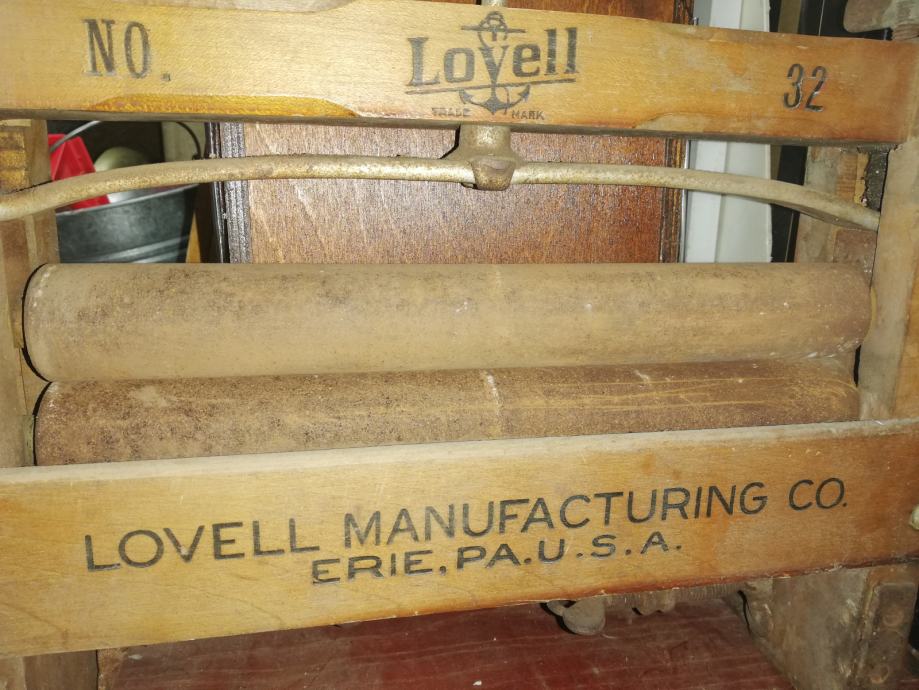 NO. Lovell 32
TRADE MARK
LOVELL MANUFACTURING CO.
ERIE, PA. U.S.A.